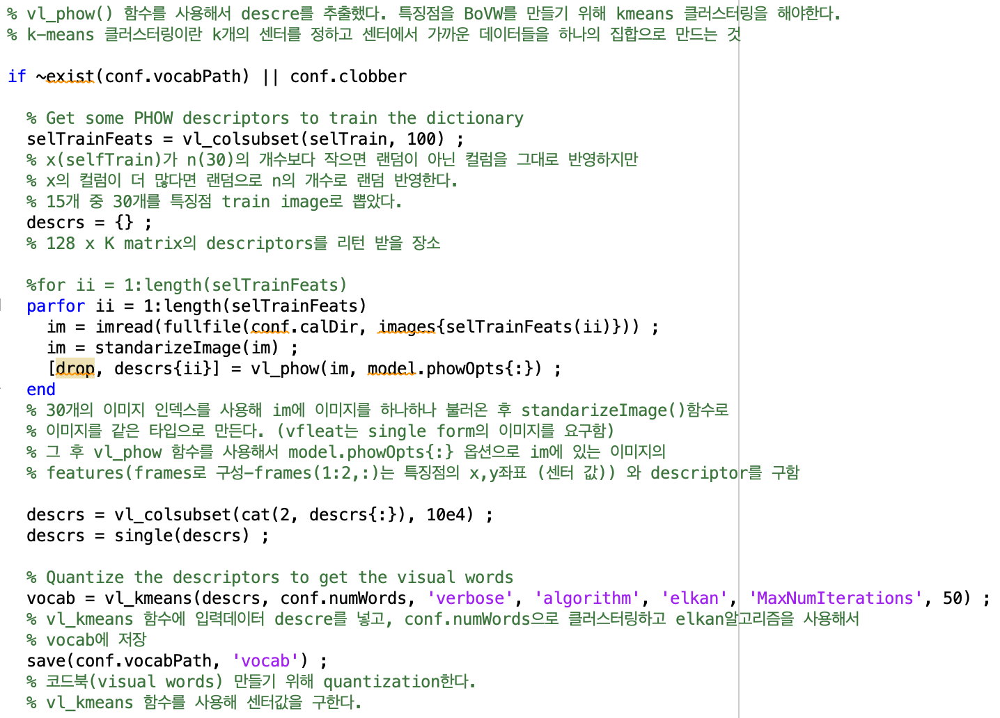 % vl_phow() 함수를 사용해서 descre를 추출했다. 특징점을 BoVW를 만들기 위해 kmeans 클러스터링을 해야한다.
% k-means 클러스터링이란 k개의 센터를 정하고 센터에서 가까운 데이터들을 하나의 집합으로 만드는 것
if ~exist(conf.vocabPath) || conf.clobber
% Get some PHOW descriptors to train the dictionary
selTrainFeats = vl_colsubset(selTrain, 100) ;
% x(selfTrain)가 n(30)의 개수보다 작으면 랜덤이 아닌 컬럼을 그대로 반영하지만
% x의 컬럼이 더 많다면 랜덤으로 n의 개수로 랜덤 반영한다.
% 15개 중 30개를 특징점 train image로 뽑았다.
descrs = {} ;
% 128 x K matrix의 descriptors를 리턴 받을 장소
%for ii = 1:length(selTrainFeats)
parfor ii = 1:length(selTrainFeats)
im = imread(fullfile(conf.calDir, images{selTrainFeats(ii)})) ;
im = standarizeImage(im) ;
[drop, descrs{ii}] = vl_phow(im, model.phowOpts{:}) ;
end
% 30개의 이미지 인덱스를 사용해 im에 이미지를 하나하나 불러온 후 standarizeImage()함수로
% 이미지를 같은 타입으로 만든다. (vfleat는 single form의 이미지를 요구함)
% 그 후 vl_phow 함수를 사용해서 model.phowOpts{:} 옵션으로 im에 있는 이미지의
% features(frames로 구성-frames(1:2,:)는 특징점의 x,y좌표 (센터 값)) 와 descriptor를 구함
descrs = vl_colsubset(cat(2, descrs{:}), 10e4) ;
descrs = single(descrs) ;
% Quantize the descriptors to get the visual words
vocab = vl_kmeans(descrs, conf.numWords, 'verbose', 'algorithm', 'elkan', 'MaxNumIterations', 50) ;
% vl_kmeans 함수에 입력데이터 descre를 넣고, conf.numWords으로 클러스터링하고 elkan알고리즘을 사용해서
% vocab에 저장
save(conf.vocabPath, 'vocab') ;
% 코드북(visual words) 만들기 위해 quantization한다.
% vl_kmeans 함수를 사용해 센터값을 구한다.